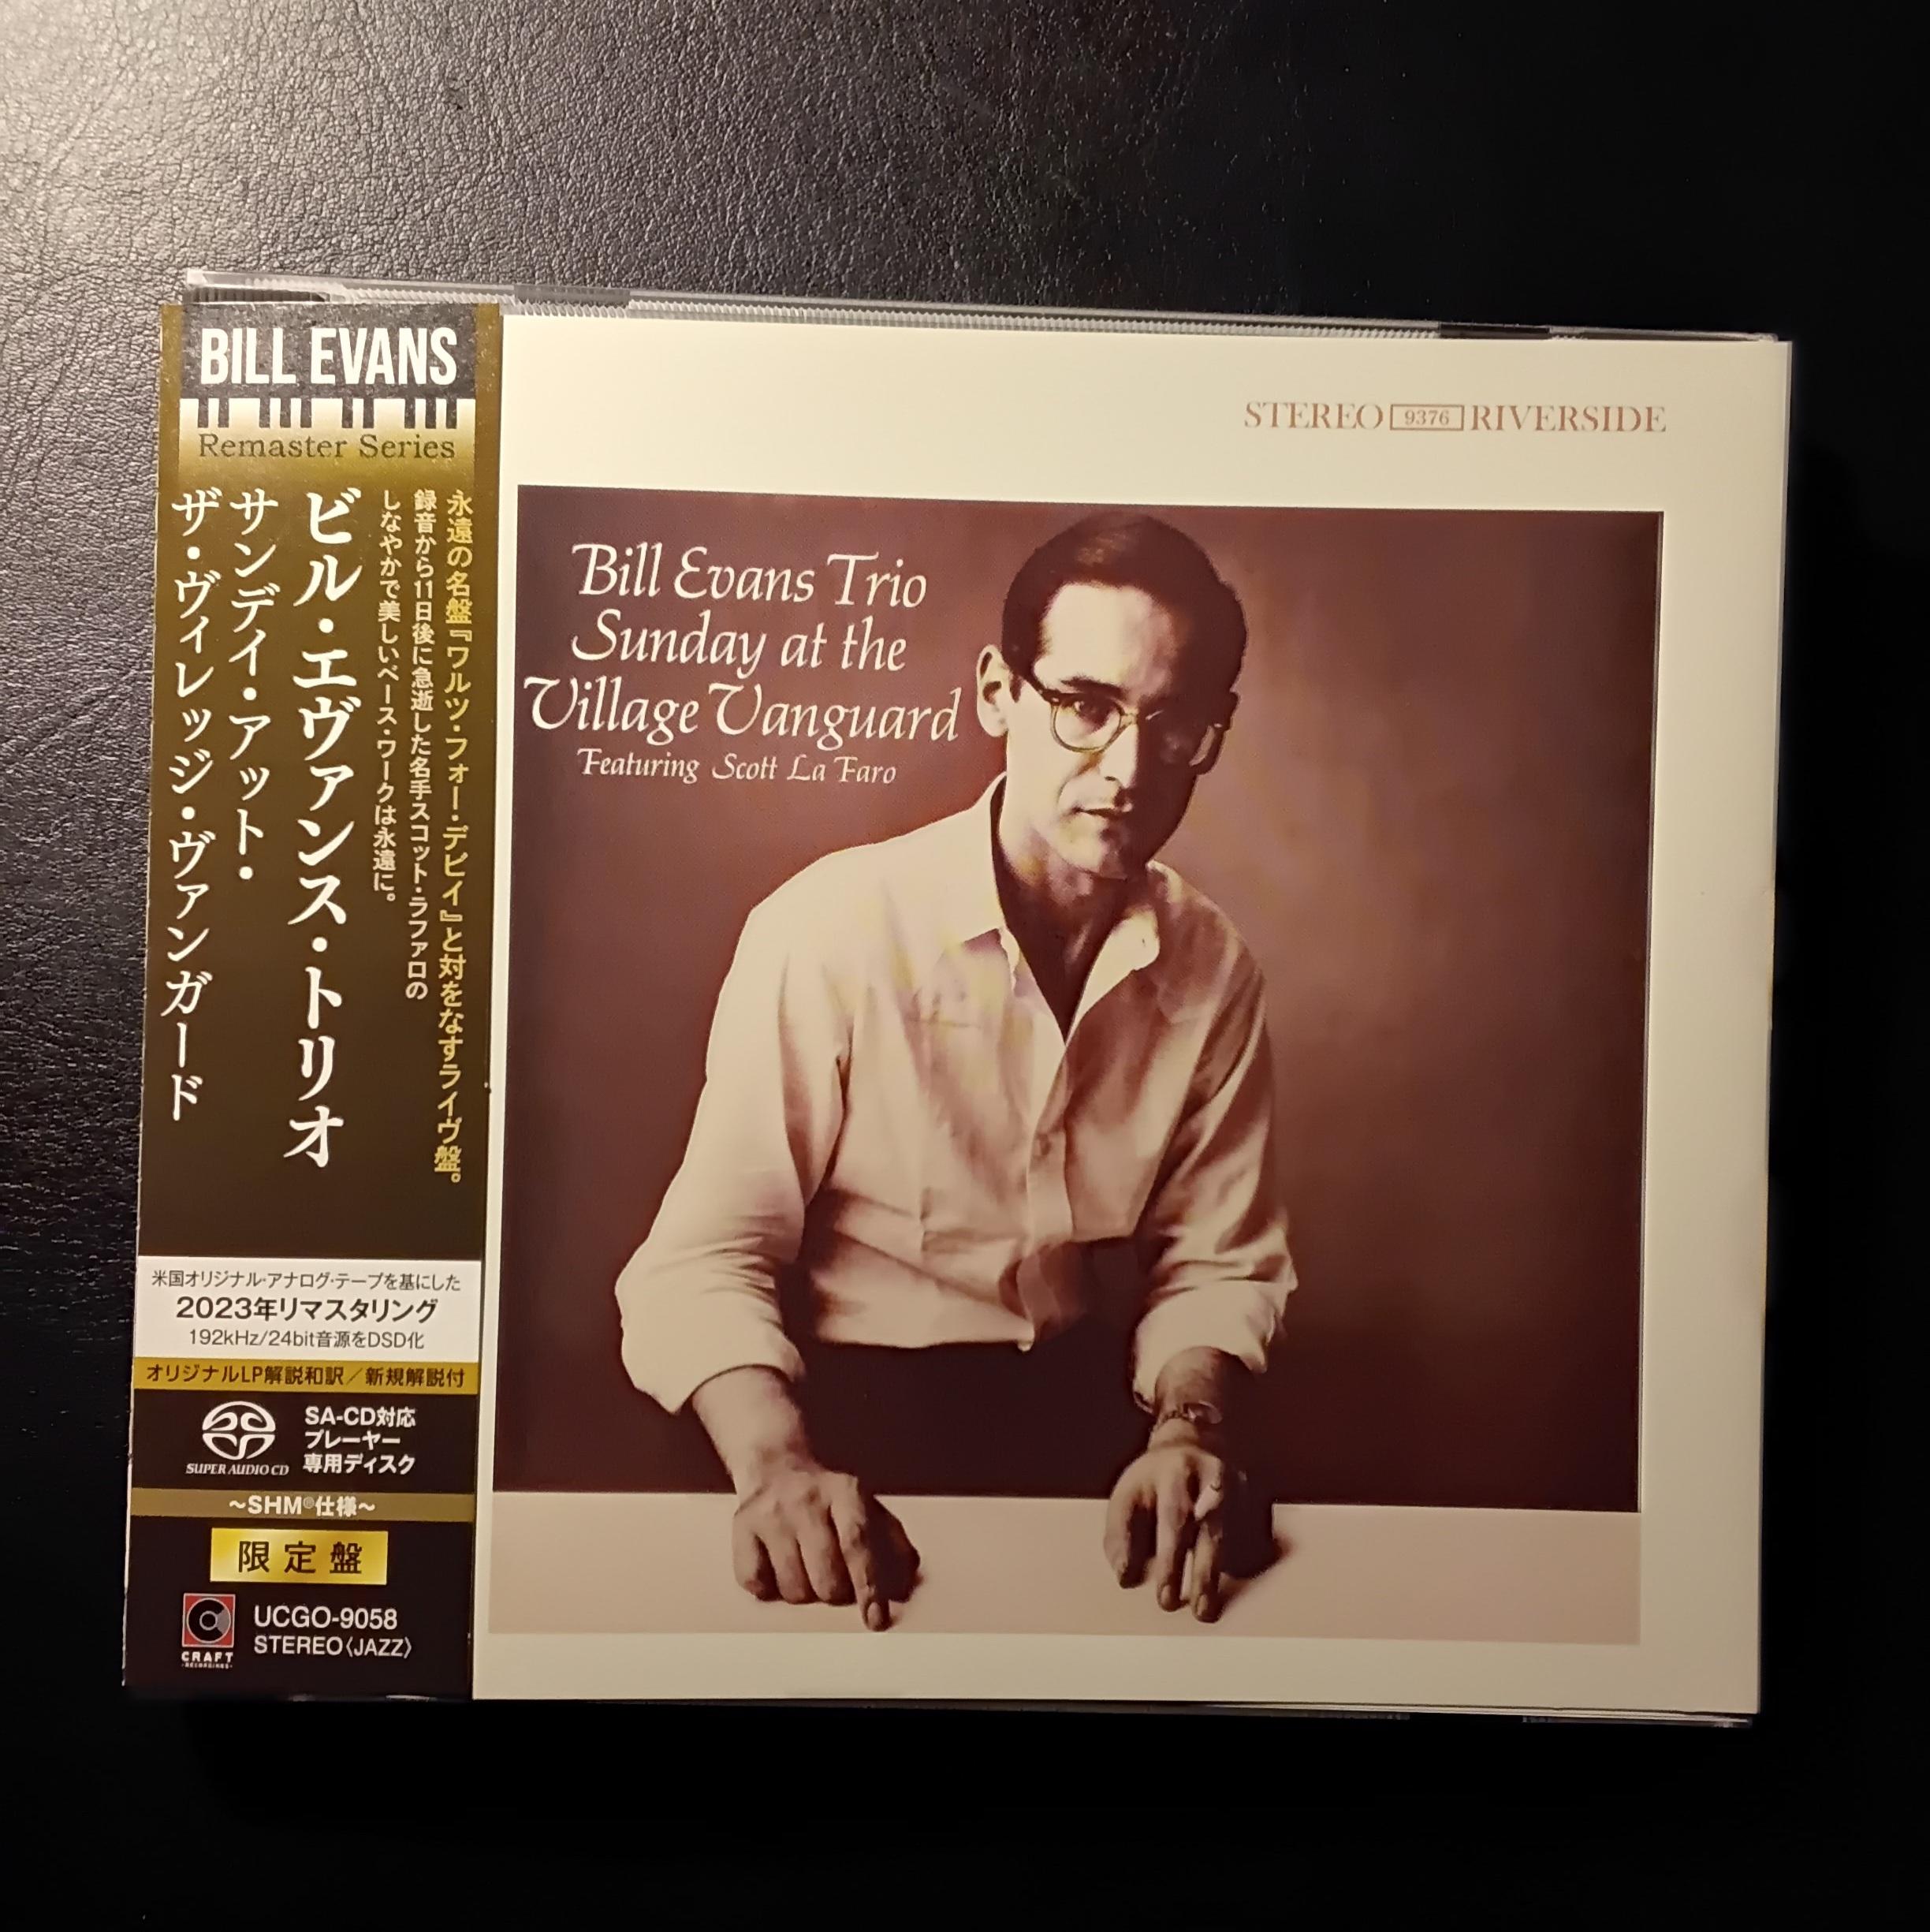 BILL EVANS
Remaster Series
永遠の名盤『ワルツ・フォー・デビイ』と対をなすライヴ盤。
録音から11日後に急逝した名手スコット・ラファロの
しなやかで美しいベース・ワークは永遠に。
ビル・エヴァンス・トリオ
サンデイ・アット・
ザ・ヴィレッジ・ヴァンガード
米国オリジナル・アナログ・テープを基にした
2023年リマスタリング
192kHz/24bit音源をDSD化
オリジナルLP解説和訳／新規解説付
SUPER AUDIO CD
SA-CD対応
プレーヤー
専用ディスク
～SHM®仕様～
限定盤
CRAFT
RECORDINGS
UCGO-9058
STEREO〈JAZZ〉
STEREO 9376 RIVERSIDE
Bill Evans Trio
Sunday at the
Village Vanguard
Featuring Scott La Faro